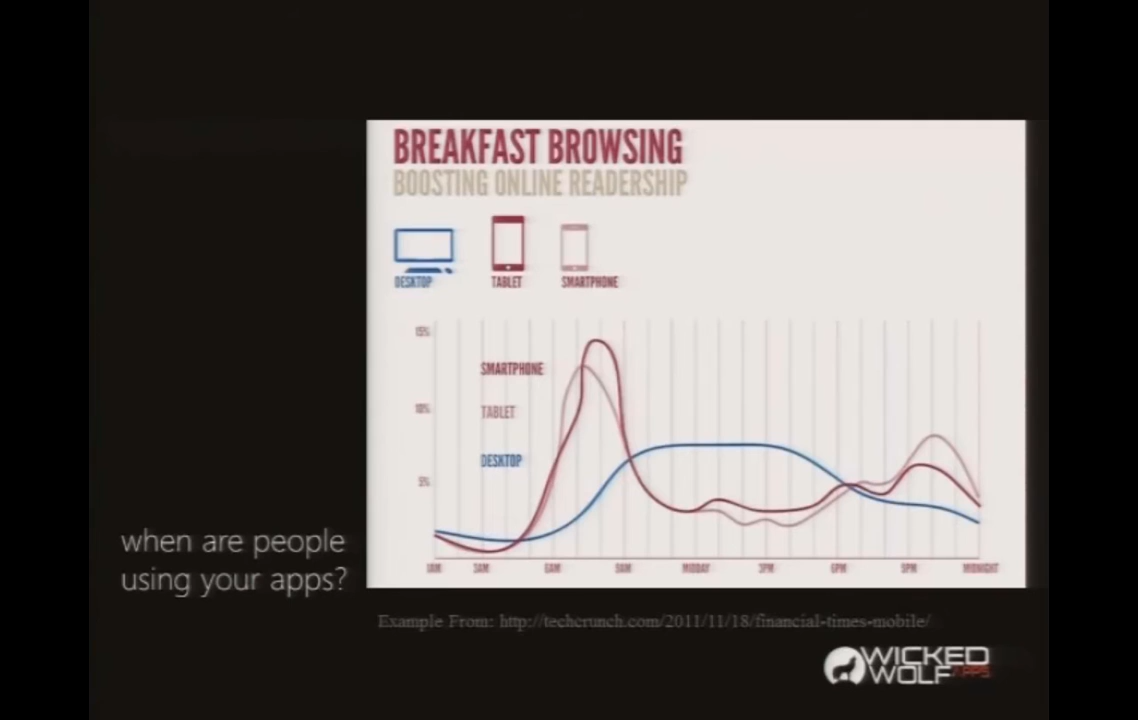 BREAKFAST BROWSING
BOOSTING ONLINE READERSHIP
DESKTOP TABLET SMARTPHONE
15%
SMARTPHONE
10% TABLET
DESKTOP
5%
1AM 3AM 6AM 9AM MIDDAY 3PM 6PM 9PM MIDNIGHT
when are people
using your apps?
Example From: http://techcrunch.com/2011/11/18/financial-times-mobile/
WICKED
WOLF APPS